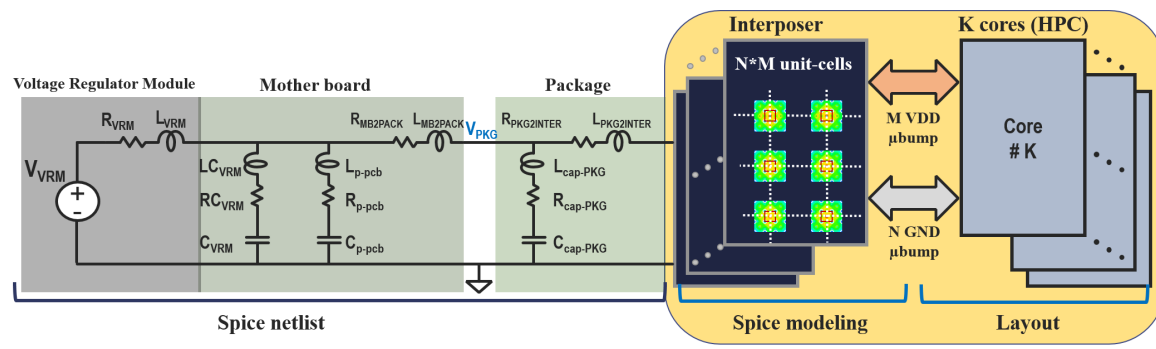 Interposer
K cores (HPC)
N*M unit-cells
Voltage Regulator Module
Mother board
Package
R_VRM
L_VRM
R_MB2PACK
L_MB2PACK
V_PKG
R_PKG2INTER
L_PKG2INTER
M VDD
µbump
Core
# K
V_VRM
+
-
LC_VRM
RC_VRM
C_VRM
L_p-pcb
R_p-pcb
C_p-pcb
L_cap-PKG
R_cap-PKG
C_cap-PKG
N GND
µbump
Spice netlist
Spice modeling
Layout